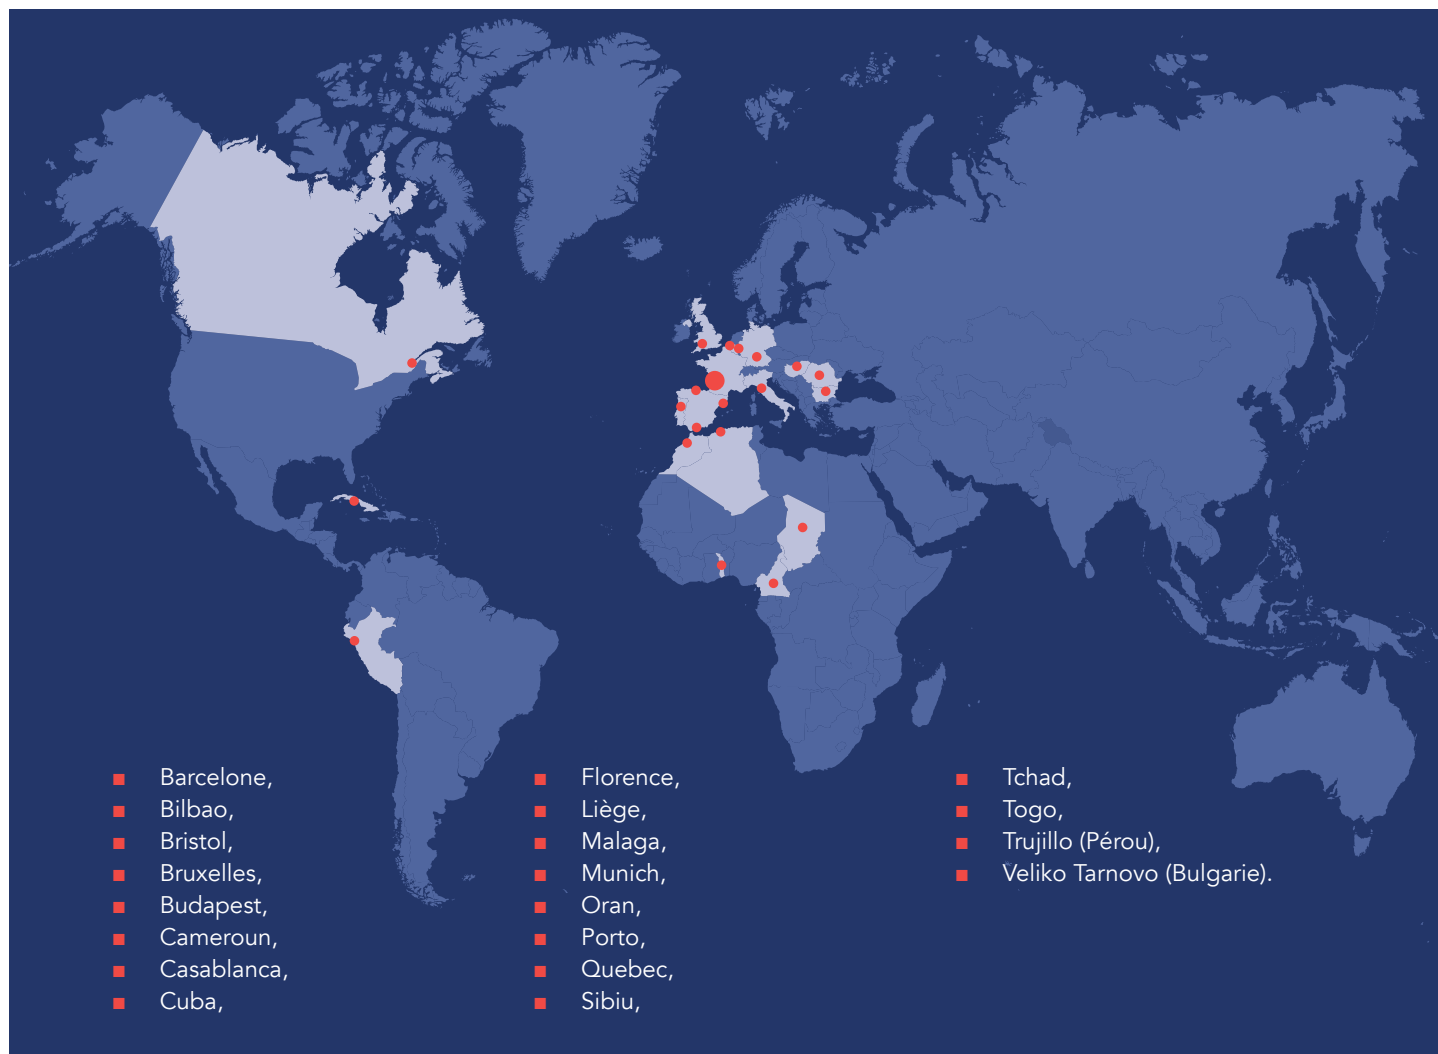 Barcelone,
Bilbao,
Bristol,
Bruxelles,
Budapest,
Cameroun,
Casablanca,
Cuba,
Florence,
Liège,
Malaga,
Munich,
Oran,
Porto,
Quebec,
Sibiu,
Tchad,
Togo,
Trujillo (Pérou),
Veliko Tarnovo (Bulgarie).